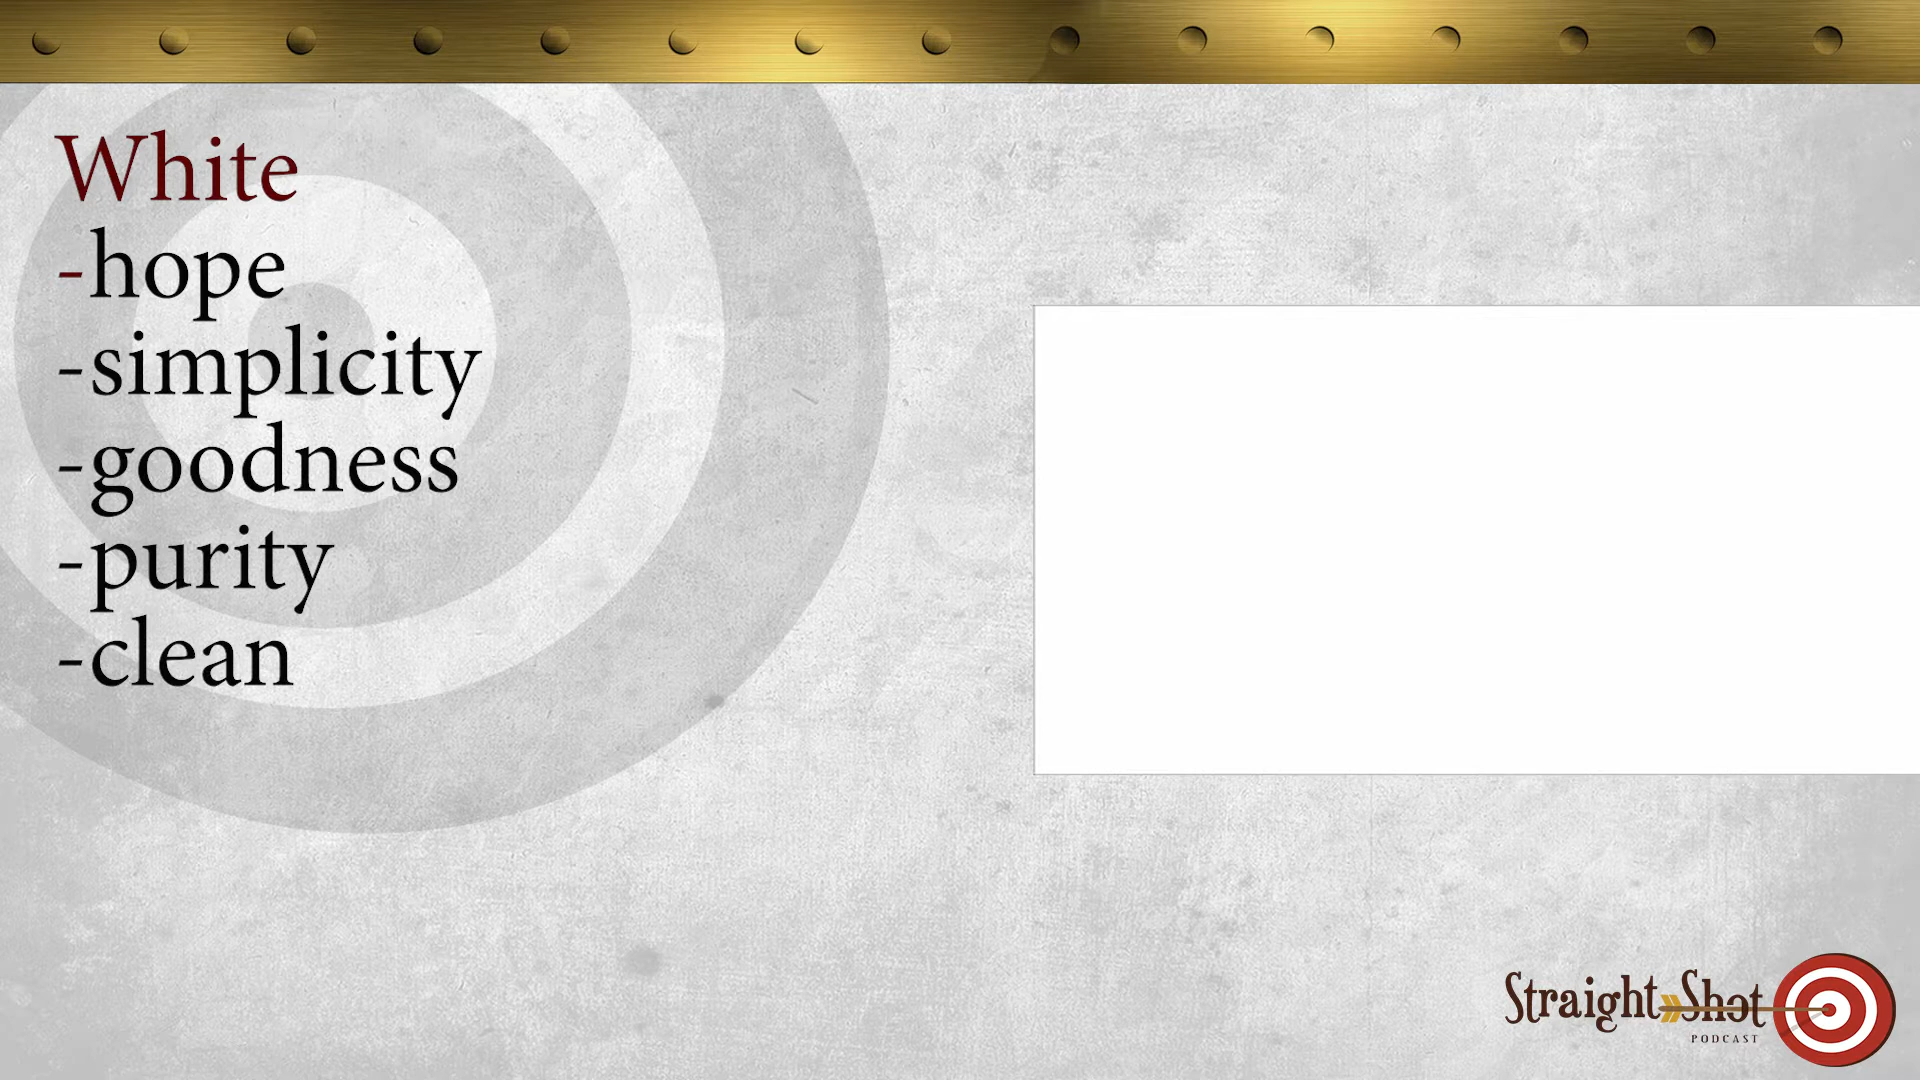 White
-hope
-simplicity
-goodness
-purity
-clean
Straight Shot
PODCAST